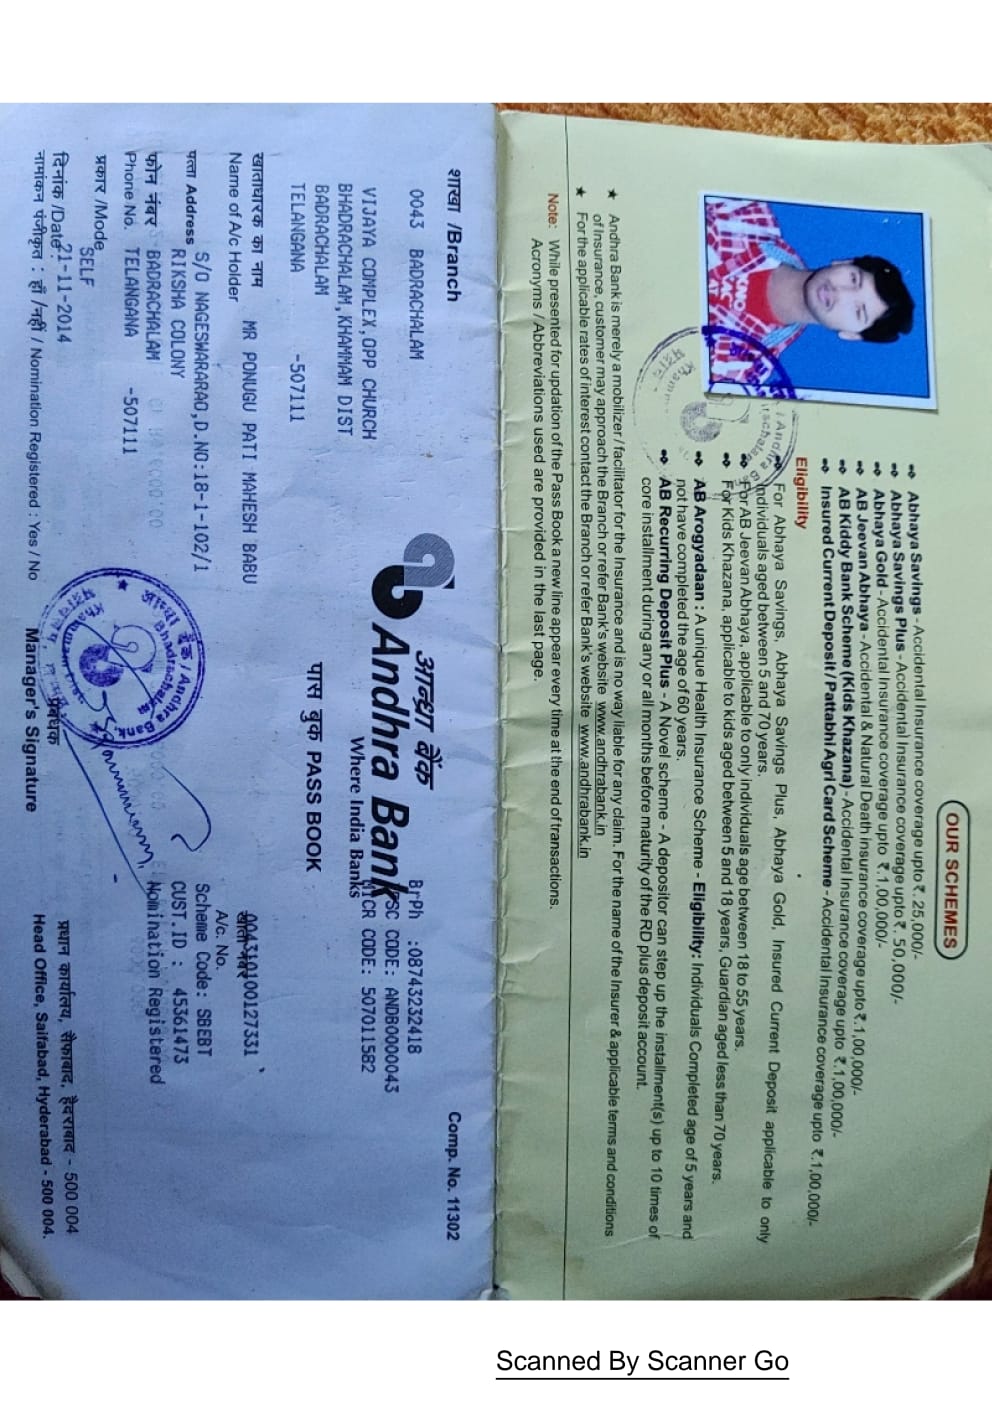 OUR SCHEMES
➩ Abhaya Savings - Accidental Insurance coverage upto ₹. 25,000/-
➩ Abhaya Savings Plus - Accidental Insurance coverage upto ₹. 50,000/-
➩ Abhaya Gold - Accidental Insurance coverage upto ₹.1,00,000/-
➩ AB Jeevan Abhaya - Accidental & Natural Death Insurance coverage upto ₹.1,00,000/-
➩ AB Kiddy Bank Scheme (Kids Khazana) - Accidental Insurance coverage upto ₹.1,00,000/-
➩ Insured Current Deposit / Pattabhi Agri Card Scheme - Accidental Insurance coverage upto ₹.1,00,000/-
Eligibility
➩ For Abhaya Savings, Abhaya Savings Plus, Abhaya Gold, Insured Current Deposit applicable to only
Individuals aged between 5 and 70 years.
➩ For AB Jeevan Abhaya, applicable to only Individuals age between 18 to 55 years.
➩ For Kids Khazana, applicable to kids aged between 5 and 18 years, Guardian aged less than 70 years.
➩ AB Arogyadaan : A unique Health Insurance Scheme - Eligibility: Individuals Completed age of 5 years and
not have completed the age of 60 years.
➩ AB Recurring Deposit Plus - A Novel scheme - A depositor can step up the installment(s) up to 10 times of
core installment during any or all months before maturity of the RD plus deposit account.
★ Andhra Bank is merely a mobilizer / facilitator for the Insurance and is no way liable for any claim. For the name of the Insurer & applicable terms and conditions
of Insurance, customer may approach the Branch or refer Bank's website www.andhrabank.in
★ For the applicable rates of interest contact the Branch or refer Bank's website www.andhrabank.in
Note: While presented for updation of the Pass Book a new line appear every time at the end of transactions.
Acronyms / Abbreviations used are provided in the last page.
शाखा /Branch
Comp. No. 11302
0043 BADRACHALAM
BrPh :08743232418
आन्ध्रा बैंक
Andhra Bank
Where India Banks
VIJAYA COMPLEX,OPP CHURCH
SC CODE: ANDB0000043
BHADRACHALAM,KHAMMAM DIST
CR CODE: 507011582
BADRACHALAM
TELANGANA -507111
पास बुक PASS BOOK
खाताधारक का नाम
Name of A/c Holder MR PONUGU PATI MAHESH BABU
004310100127331
A/c. No.
S/O NAGESWARARAO,D.NO:18-1-102/1
Scheme Code: SBEBT
पत्ता Address RIKSHA COLONY
CUST.ID : 45361473
फोन नंबर BADRACHALAM
Nomination Registered
Phone No. TELANGANA -507111
प्रकार /Mode SELF
दिनांक /Date: 21-11-2014
नामांकन पंजीकृत : हाँ /नहीं / Nomination Registered : Yes / No
प्रबंधक
Manager's Signature
आन्ध्रा बैंक / Andhra Bank
Bhadrachalam
प्रधान कार्यालय, सैफाबाद, हैदराबाद - 500 004
Head Office, Saifabad, Hyderabad - 500 004.
Scanned By Scanner Go